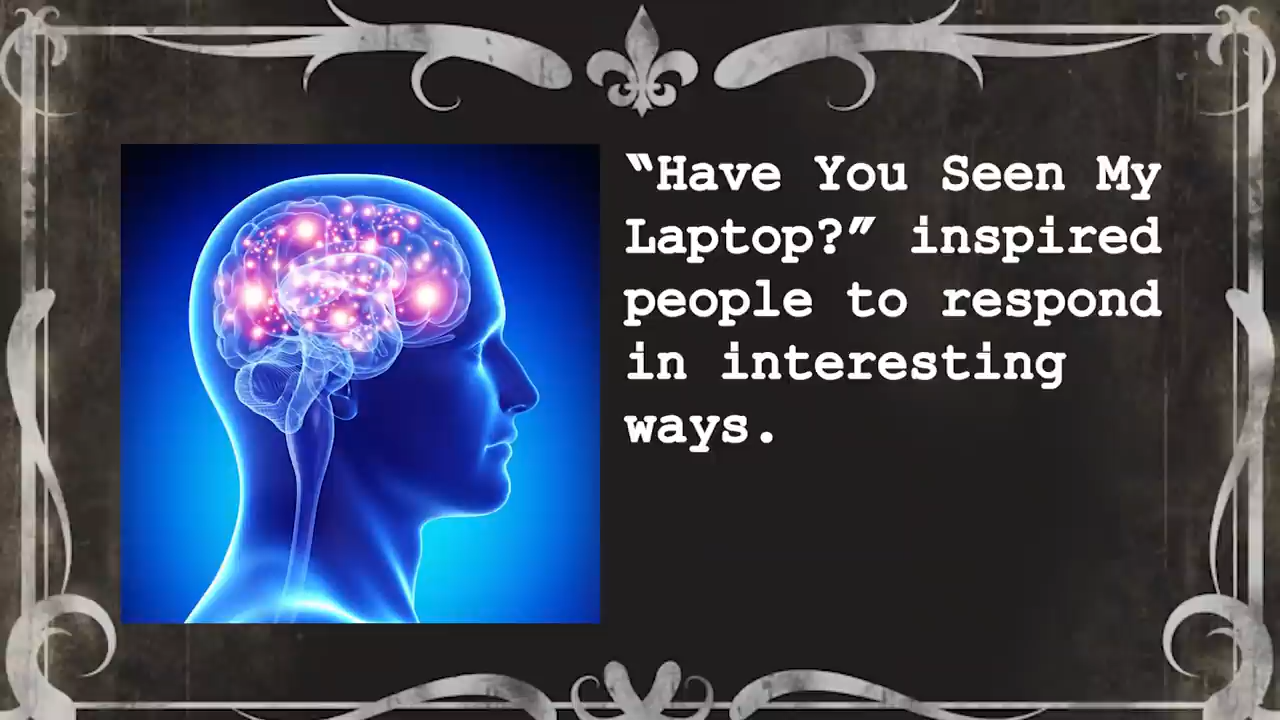 “Have You Seen My
Laptop?” inspired
people to respond
in interesting
ways.